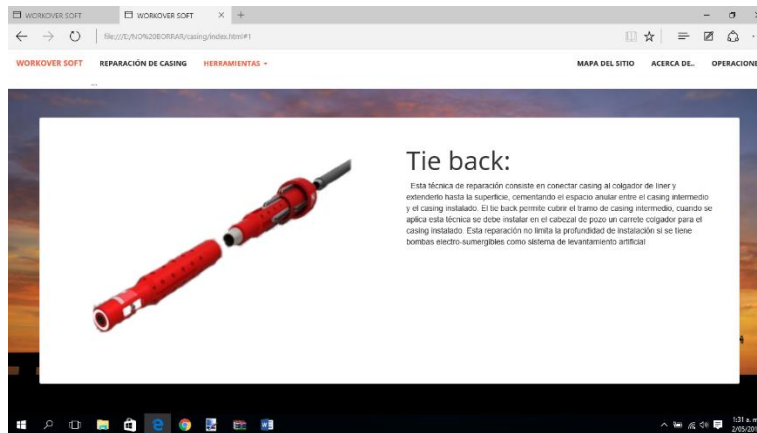 WORKOVER SOFT
WORKOVER SOFT
file:///E:/NO%20BORRAR/casing/index.html#1
WORKOVER SOFT REPARACIÓN DE CASING HERRAMIENTAS MAPA DEL SITIO ACERCA DE.. OPERACIONE
...
Tie back:
Esta técnica de reparación consiste en conectar casing al colgador de liner y
extenderlo hasta la superficie, cementando el espacio anular entre el casing intermedio
y el casing instalado. El tie back permite cubrir el tramo de casing intermedio, cuando se
aplica esta técnica se debe instalar en el cabezal de pozo un carrete colgador para el
casing instalado. Esta reparación no limita la profundidad de instalación si se tiene
bombas electro-sumergibles como sistema de levantamiento artificial
1:31 a. m
2/05/201